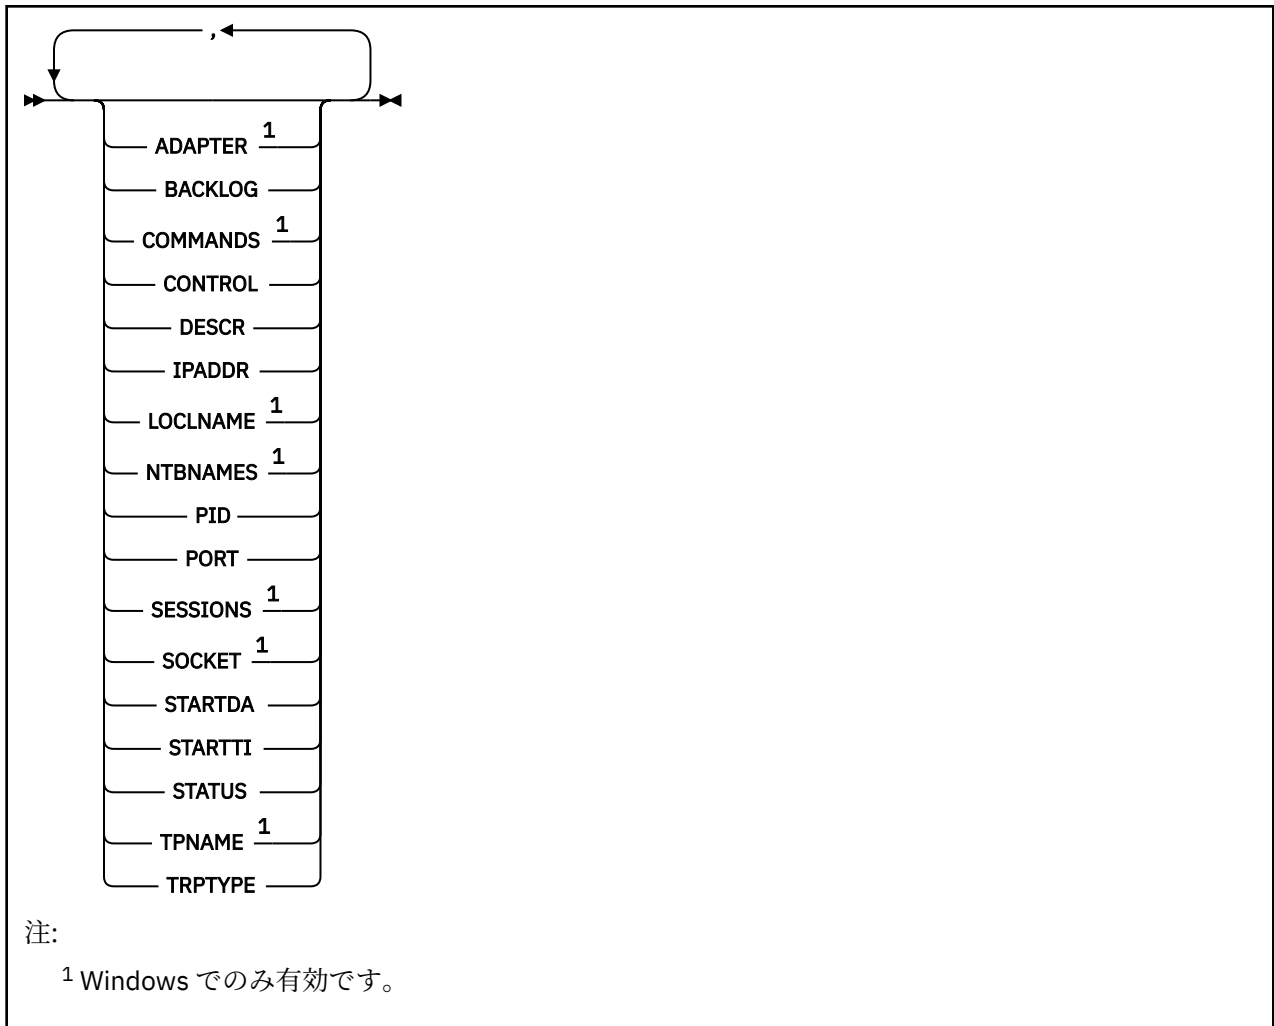 ,
ADAPTER 1
BACKLOG
COMMANDS 1
CONTROL
DESCR
IPADDR
LOCLNAME 1
NTBNAMES 1
PID
PORT
SESSIONS 1
SOCKET 1
STARTDA
STARTTI
STATUS
TPNAME 1
TRPTYPE
注:
1 Windows でのみ有効です。